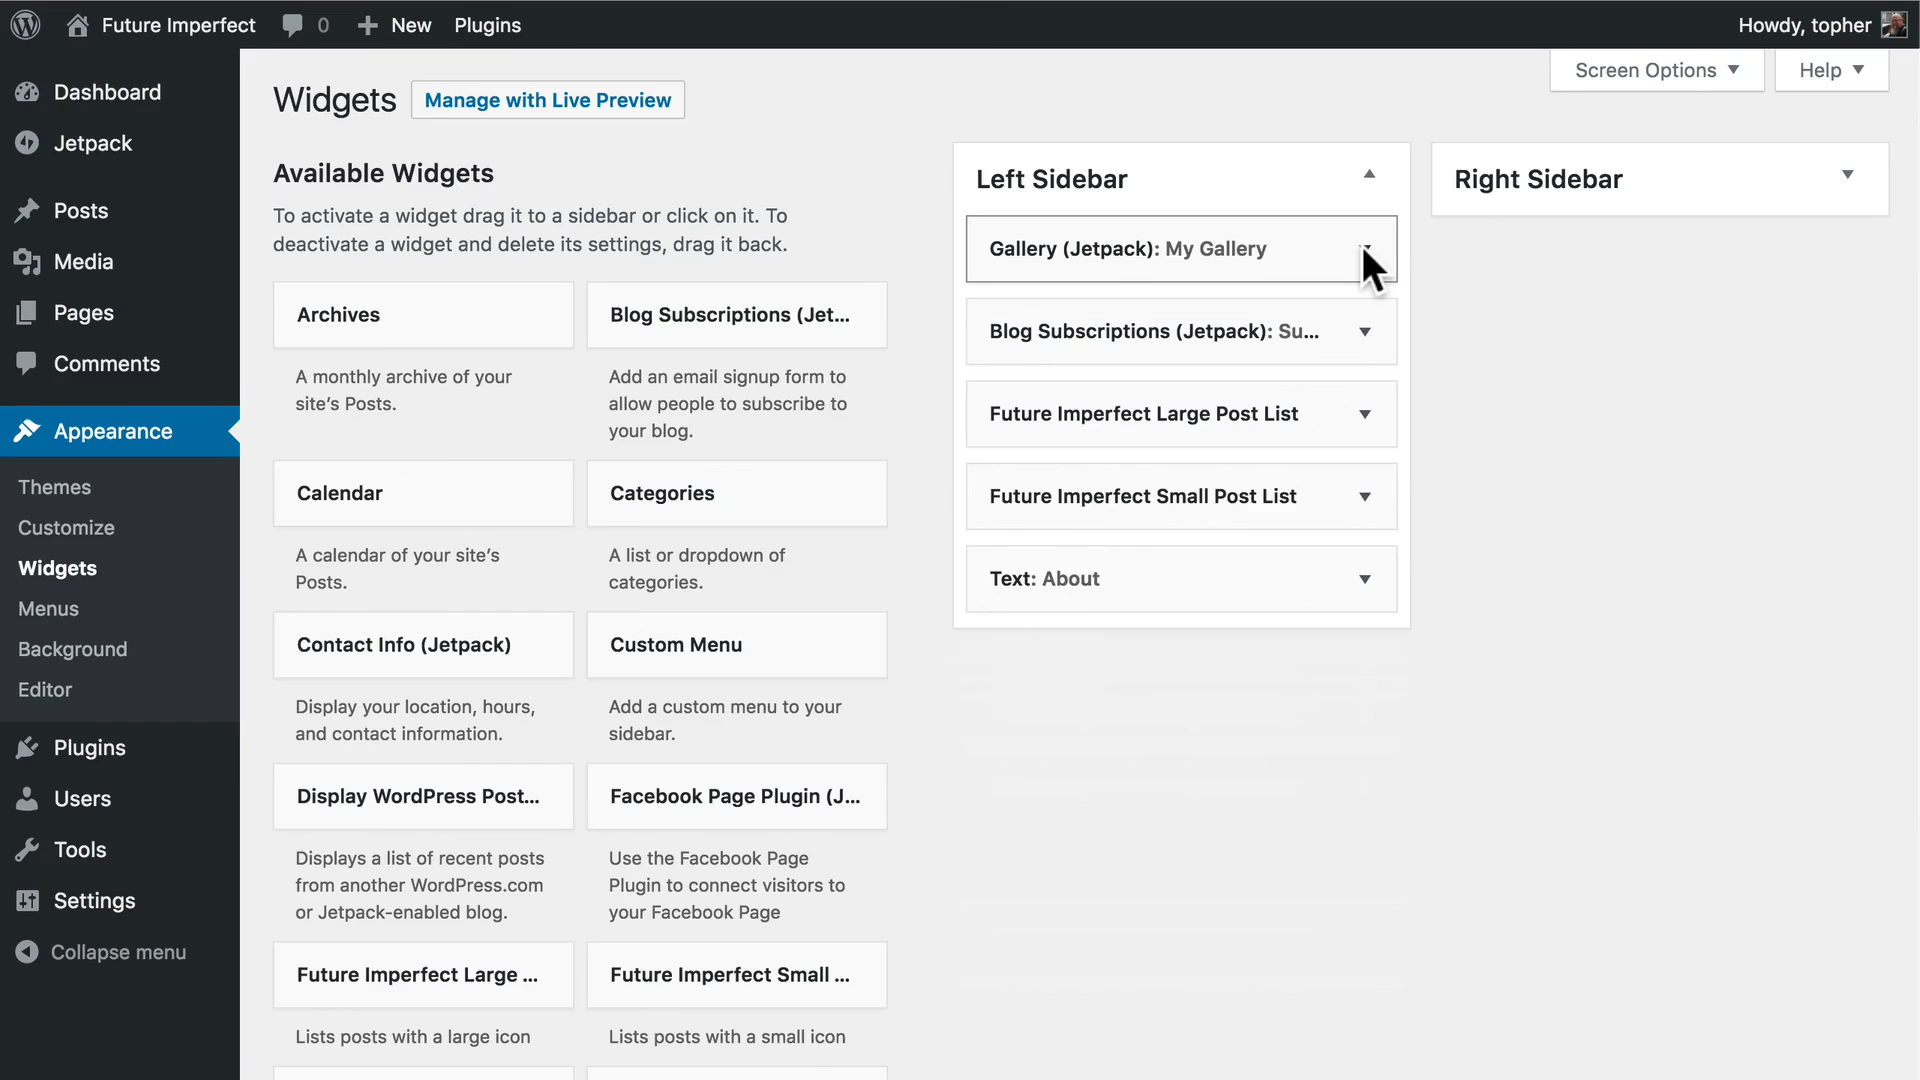 Future Imperfect
0
New
Plugins
Howdy, topher
Dashboard
Jetpack
Posts
Media
Pages
Comments
Appearance
Themes
Customize
Widgets
Menus
Background
Editor
Plugins
Users
Tools
Settings
Collapse menu
Screen Options
Help
Widgets
Manage with Live Preview
Available Widgets
To activate a widget drag it to a sidebar or click on it. To
deactivate a widget and delete its settings, drag it back.
Archives
A monthly archive of your
site's Posts.
Blog Subscriptions (Jet...
Add an email signup form to
allow people to subscribe to
your blog.
Calendar
A calendar of your site's
Posts.
Categories
A list or dropdown of
categories.
Contact Info (Jetpack)
Display your location, hours,
and contact information.
Custom Menu
Add a custom menu to your
sidebar.
Display WordPress Post...
Displays a list of recent posts
from another WordPress.com
or Jetpack-enabled blog.
Facebook Page Plugin (J...
Use the Facebook Page
Plugin to connect visitors to
your Facebook Page
Future Imperfect Large ...
Lists posts with a large icon
Future Imperfect Small ...
Lists posts with a small icon
Left Sidebar
Gallery (Jetpack): My Gallery
Blog Subscriptions (Jetpack): Su...
Future Imperfect Large Post List
Future Imperfect Small Post List
Text: About
Right Sidebar